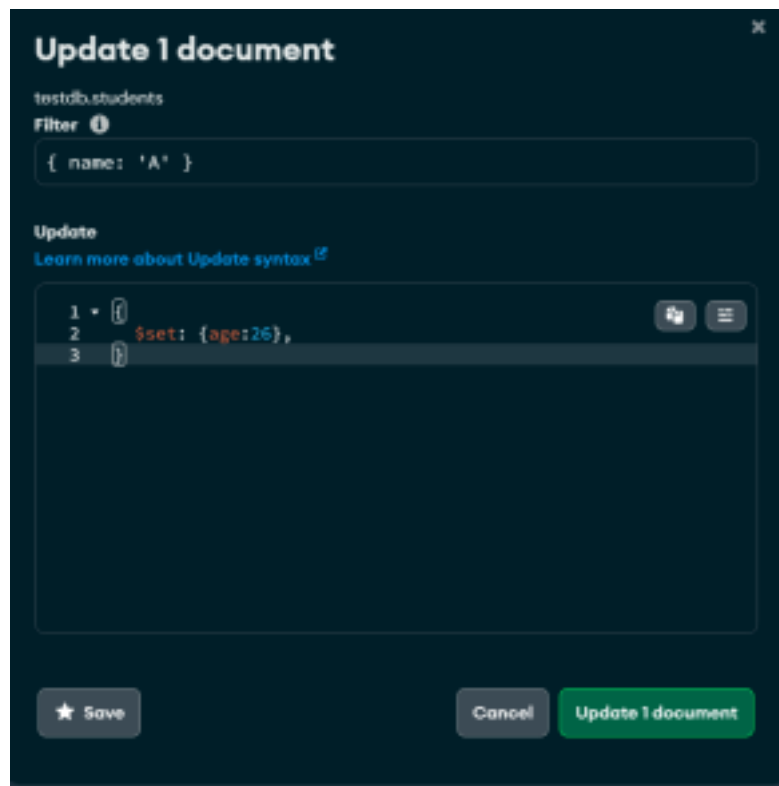 Update 1 document
testdb.students
Filter
{ name: 'A' }
Update
Learn more about Update syntax
1 {
2 $set: {age:26},
3 }
Save
Cancel
Update 1 document